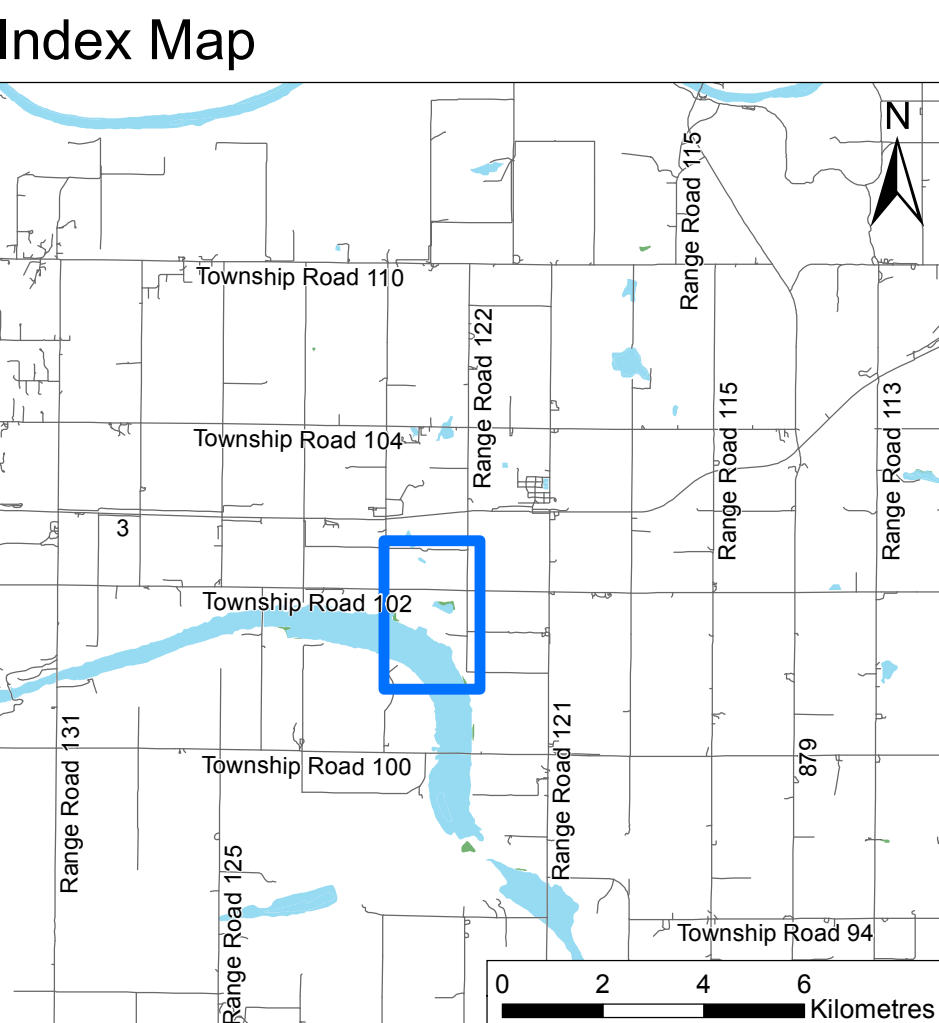 Index Map
N
Range Road 115
Township Road 110
Range Road 122
Range Road 115
Range Road 113
Township Road 104
3
Township Road 102
Range Road 131
Range Road 121
879
Township Road 100
Range Road 125
Township Road 94
0 2 4 6
Kilometres